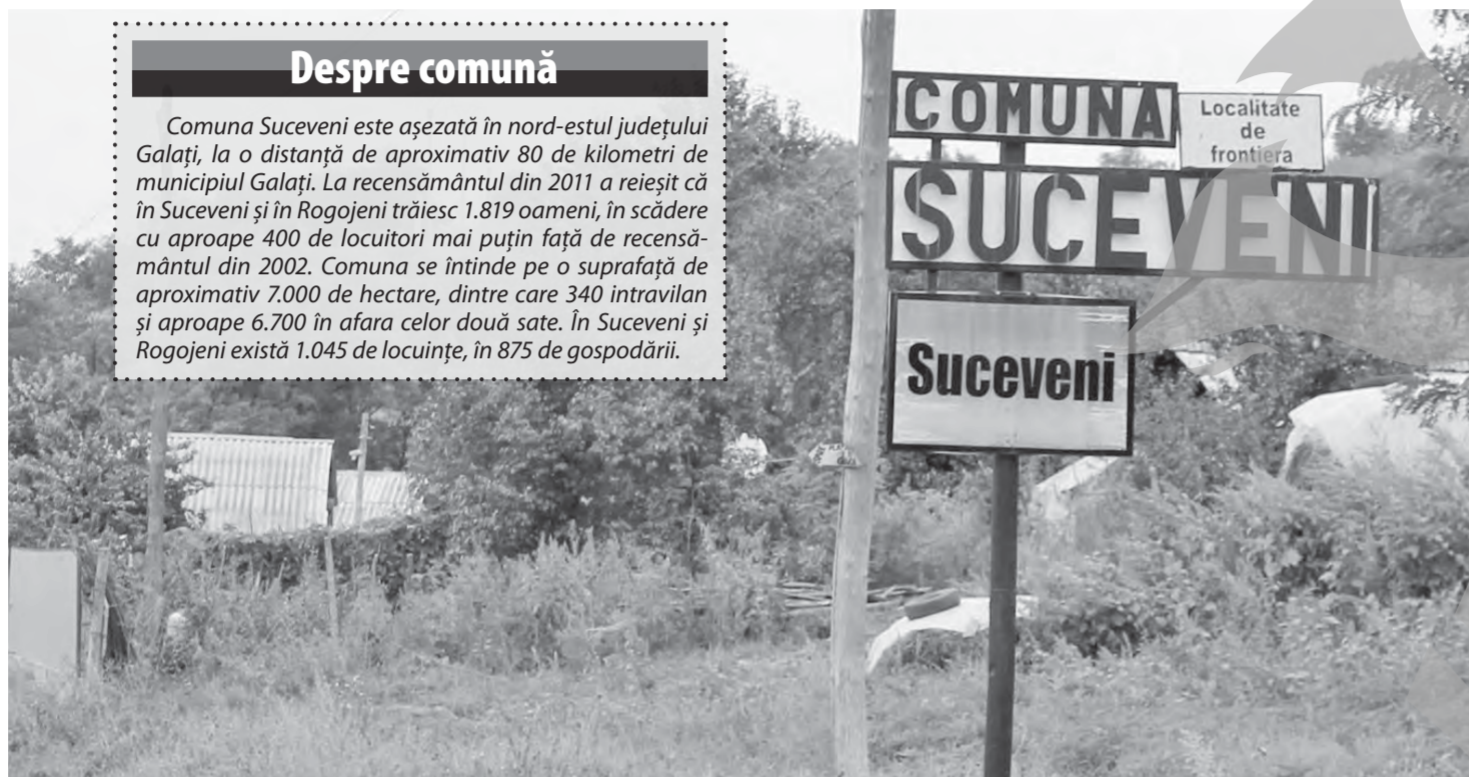 Despre comună
Comuna Suceveni este așezată în nord-estul județului
Galați, la o distanță de aproximativ 80 de kilometri de
municipiul Galați. La recensământul din 2011 a reieșit că
în Suceveni și în Rogojeni trăiesc 1.819 oameni, în scădere
cu aproape 400 de locuitori mai puțin față de recensă-
mântul din 2002. Comuna se întinde pe o suprafață de
aproximativ 7.000 de hectare, dintre care 340 intravilan
și aproape 6.700 în afara celor două sate. În Suceveni și
Rogojeni există 1.045 de locuințe, în 875 de gospodării.
COMUNA
Localitate
de
frontiera
SUCEVENI
Suceveni